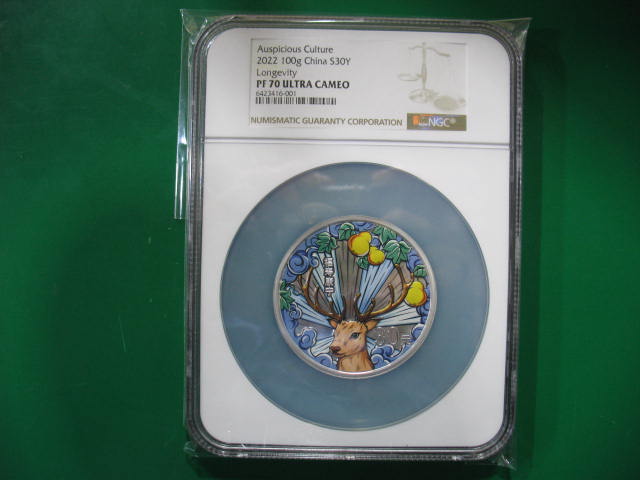 Auspicious Culture
2022 100g China S30Y
Longevity
PF 70 ULTRA CAMEO
6423416-001
NUMISMATIC GUARANTY CORPORATION
NGC®